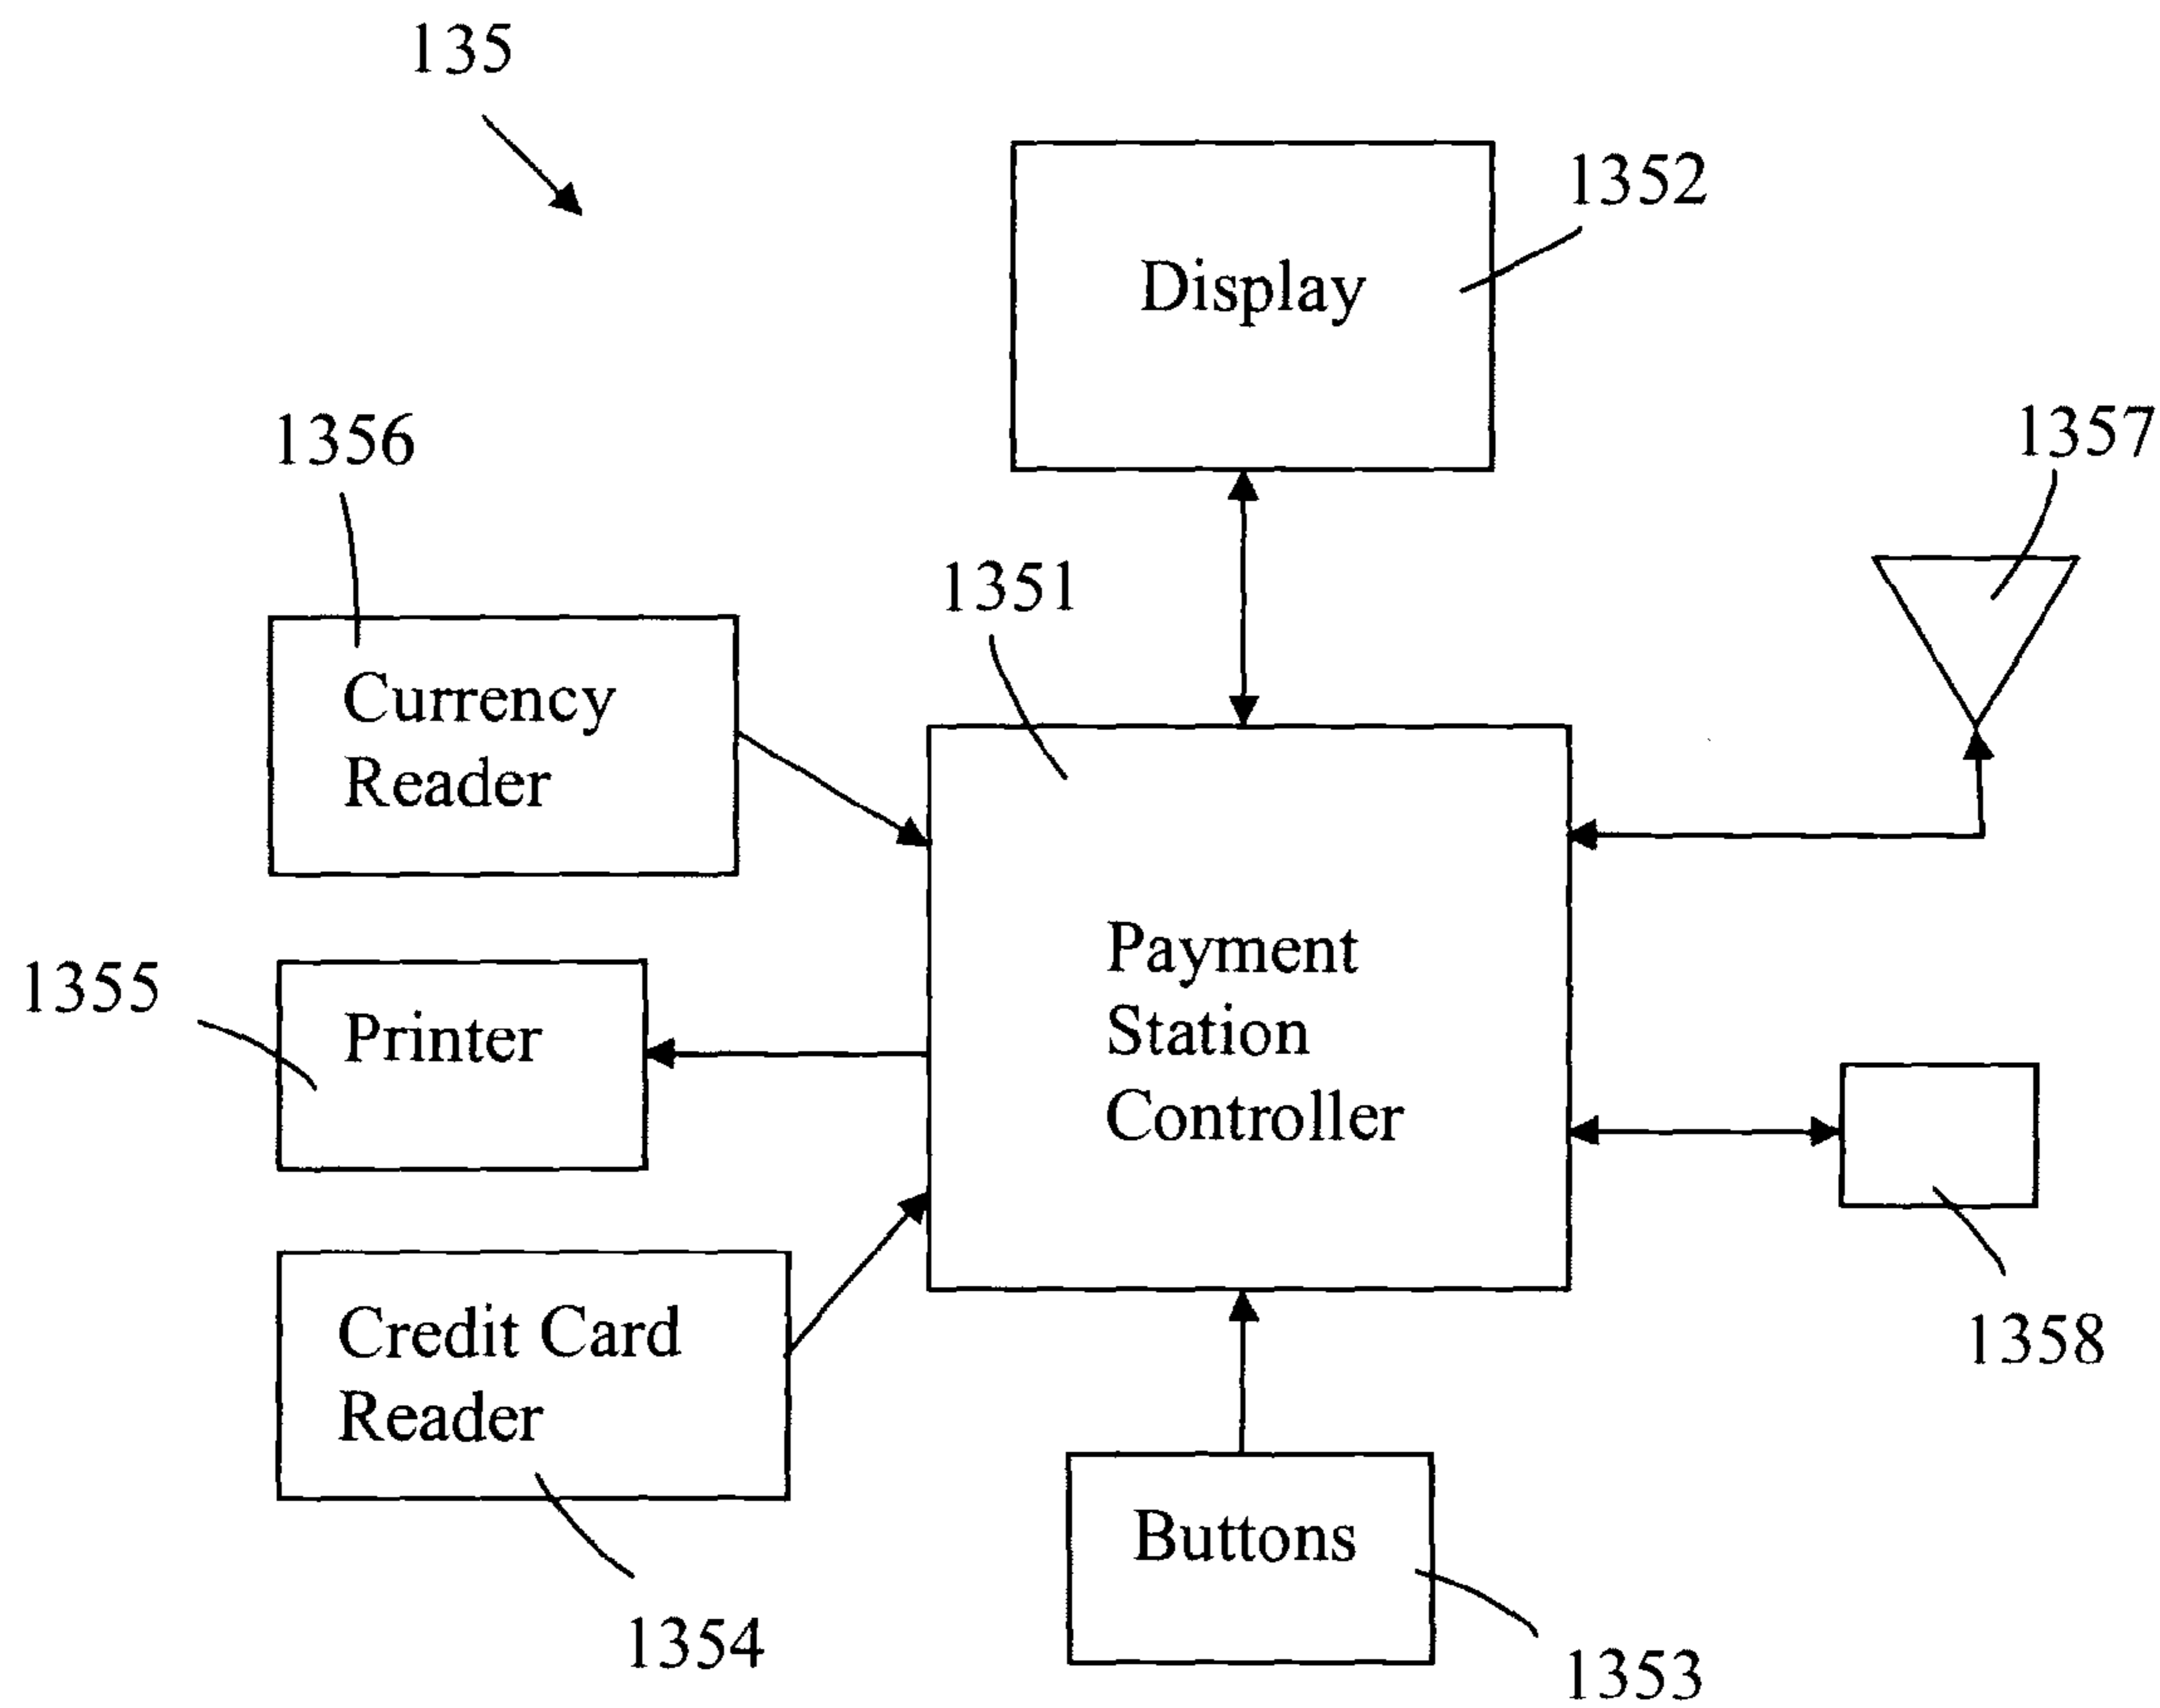 135
Display
1352
1356
1357
1351
Currency
Reader
1355
Printer
Payment
Station
Controller
Credit Card
Reader
1358
Buttons
1354
1353